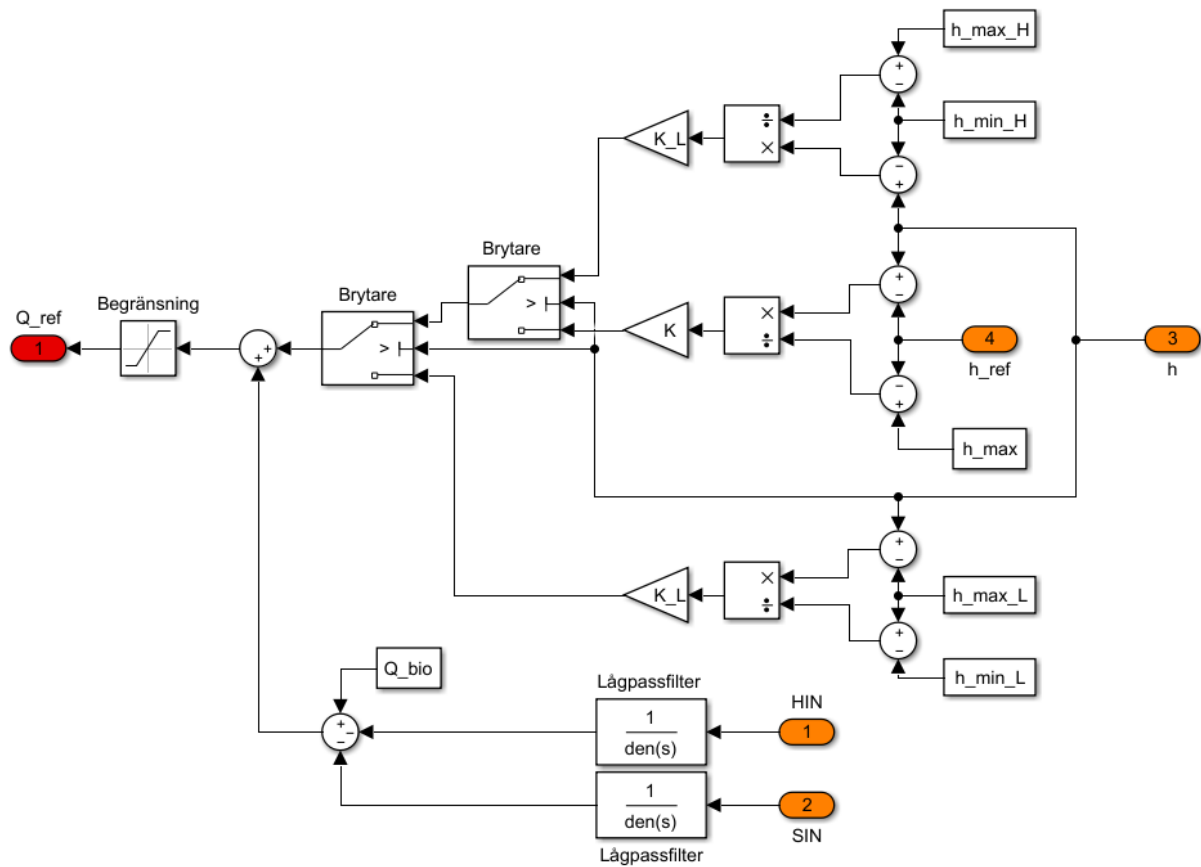 h_max_H
+
−
h_min_H
÷
×
K_L
−
+
Brytare
>
+
−
Begränsning
Brytare
Q_ref
1
+
+
>
K
×
÷
4
h_ref
3
h
−
+
h_max
+
−
×
÷
K_L
h_max_L
+
−
h_min_L
Q_bio
Lågpassfilter
HIN
+
−
−
1
den(s)
1
1
den(s)
2
SIN
Lågpassfilter